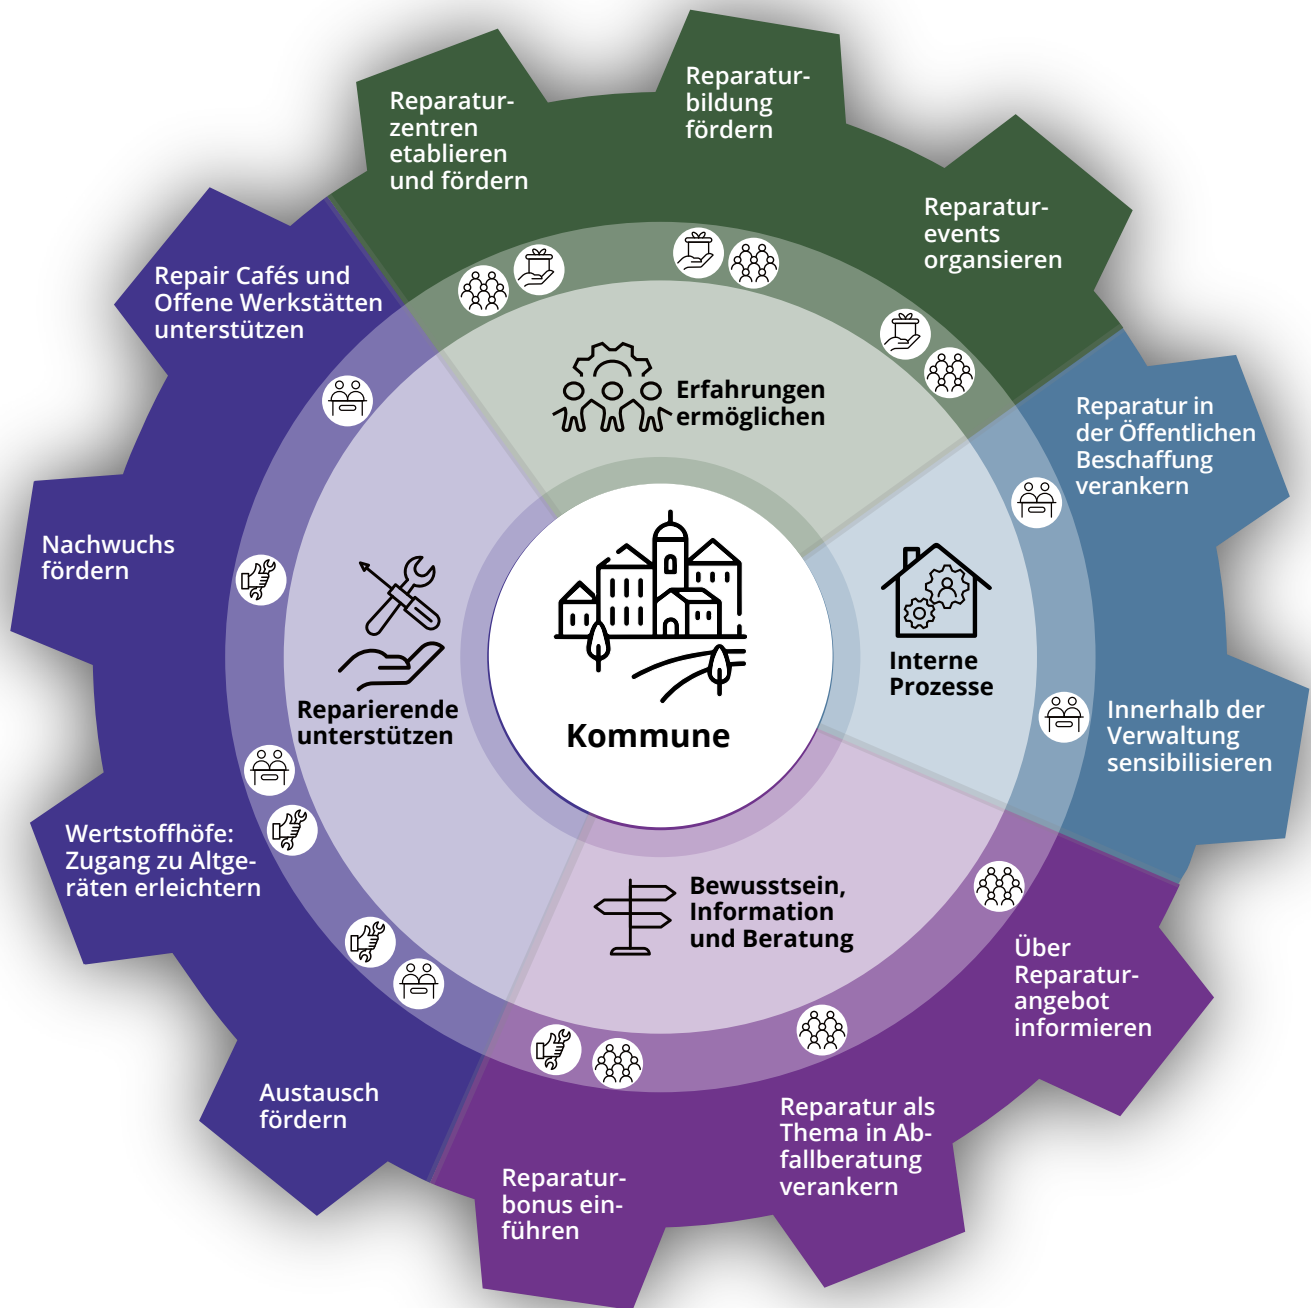 Reparatur-
zentren
etablieren
und fördern
Reparatur-
bildung
fördern
Reparatur-
events
organsieren
Repair Cafés und
Offene Werkstätten
unterstützen
Erfahrungen
ermöglichen
Reparatur in
der Öffentlichen
Beschaffung
verankern
Nachwuchs
fördern
Interne
Prozesse
Reparierende
unterstützen
Kommune
Innerhalb der
Verwaltung
sensibilisieren
Wertstoffhöfe:
Zugang zu Altge-
räten erleichtern
Bewusstsein,
Information
und Beratung
Über
Reparatur-
angebot
informieren
Austausch
fördern
Reparatur als
Thema in Ab-
fallberatung
verankern
Reparatur-
bonus ein-
führen